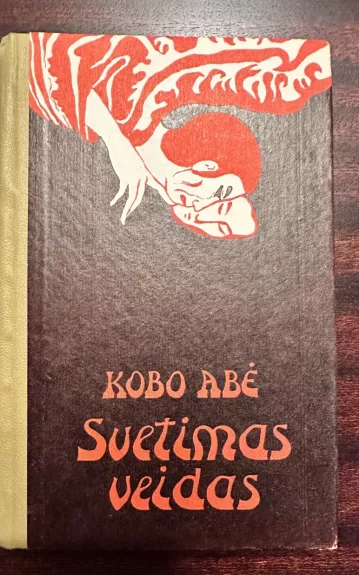 KOBO ABĖ
Svetimas
veidas